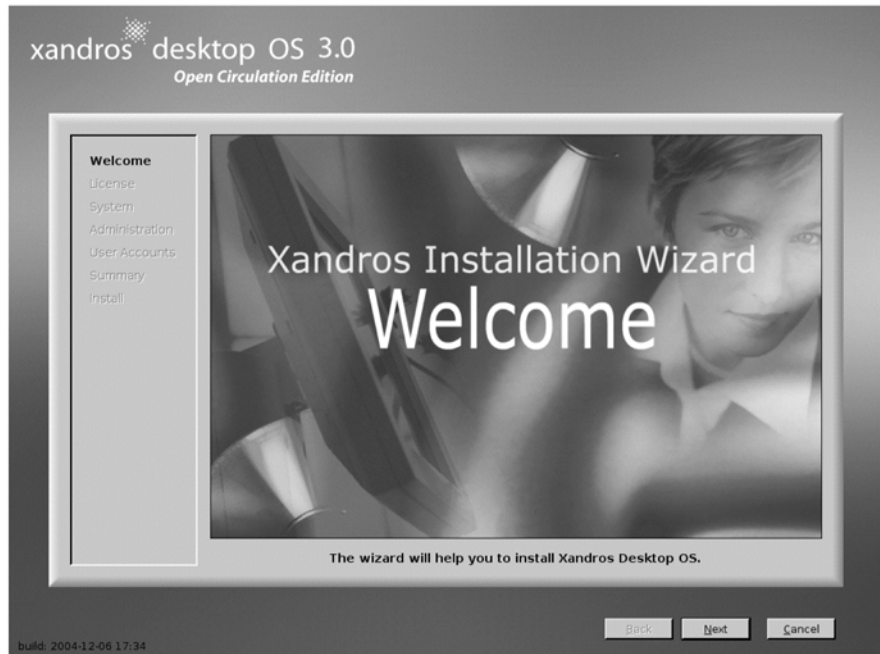 xandros desktop OS 3.0
Open Circulation Edition
Welcome
License
System
Administration
User Accounts
Summary
Install
Xandros Installation Wizard
Welcome
The wizard will help you to install Xandros Desktop OS.
Back
Next
Cancel
build: 2004-12-06 17:34